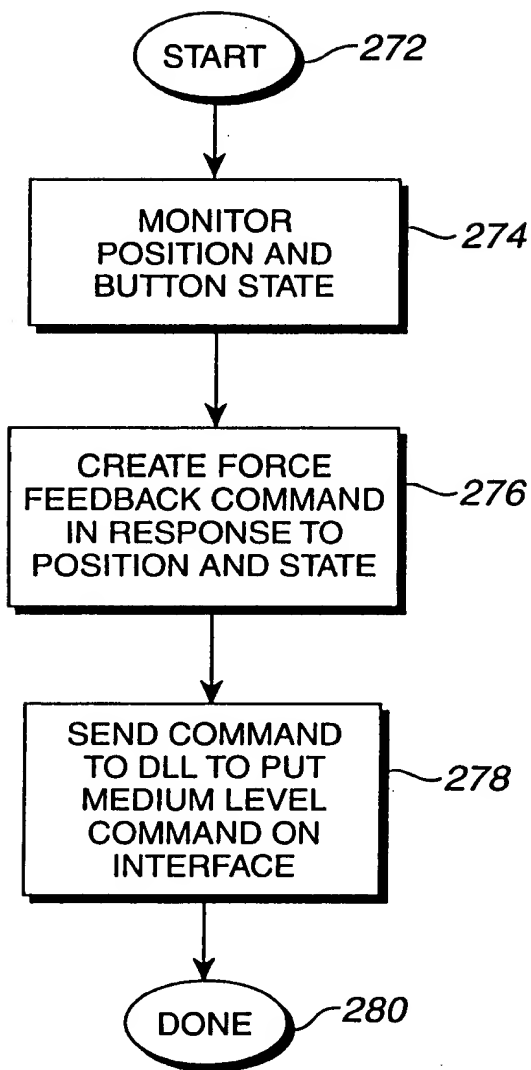 START
272
MONITOR
POSITION AND
BUTTON STATE
274
CREATE FORCE
FEEDBACK COMMAND
IN RESPONSE TO
POSITION AND STATE
276
SEND COMMAND
TO DLL TO PUT
MEDIUM LEVEL
COMMAND ON
INTERFACE
278
DONE
280